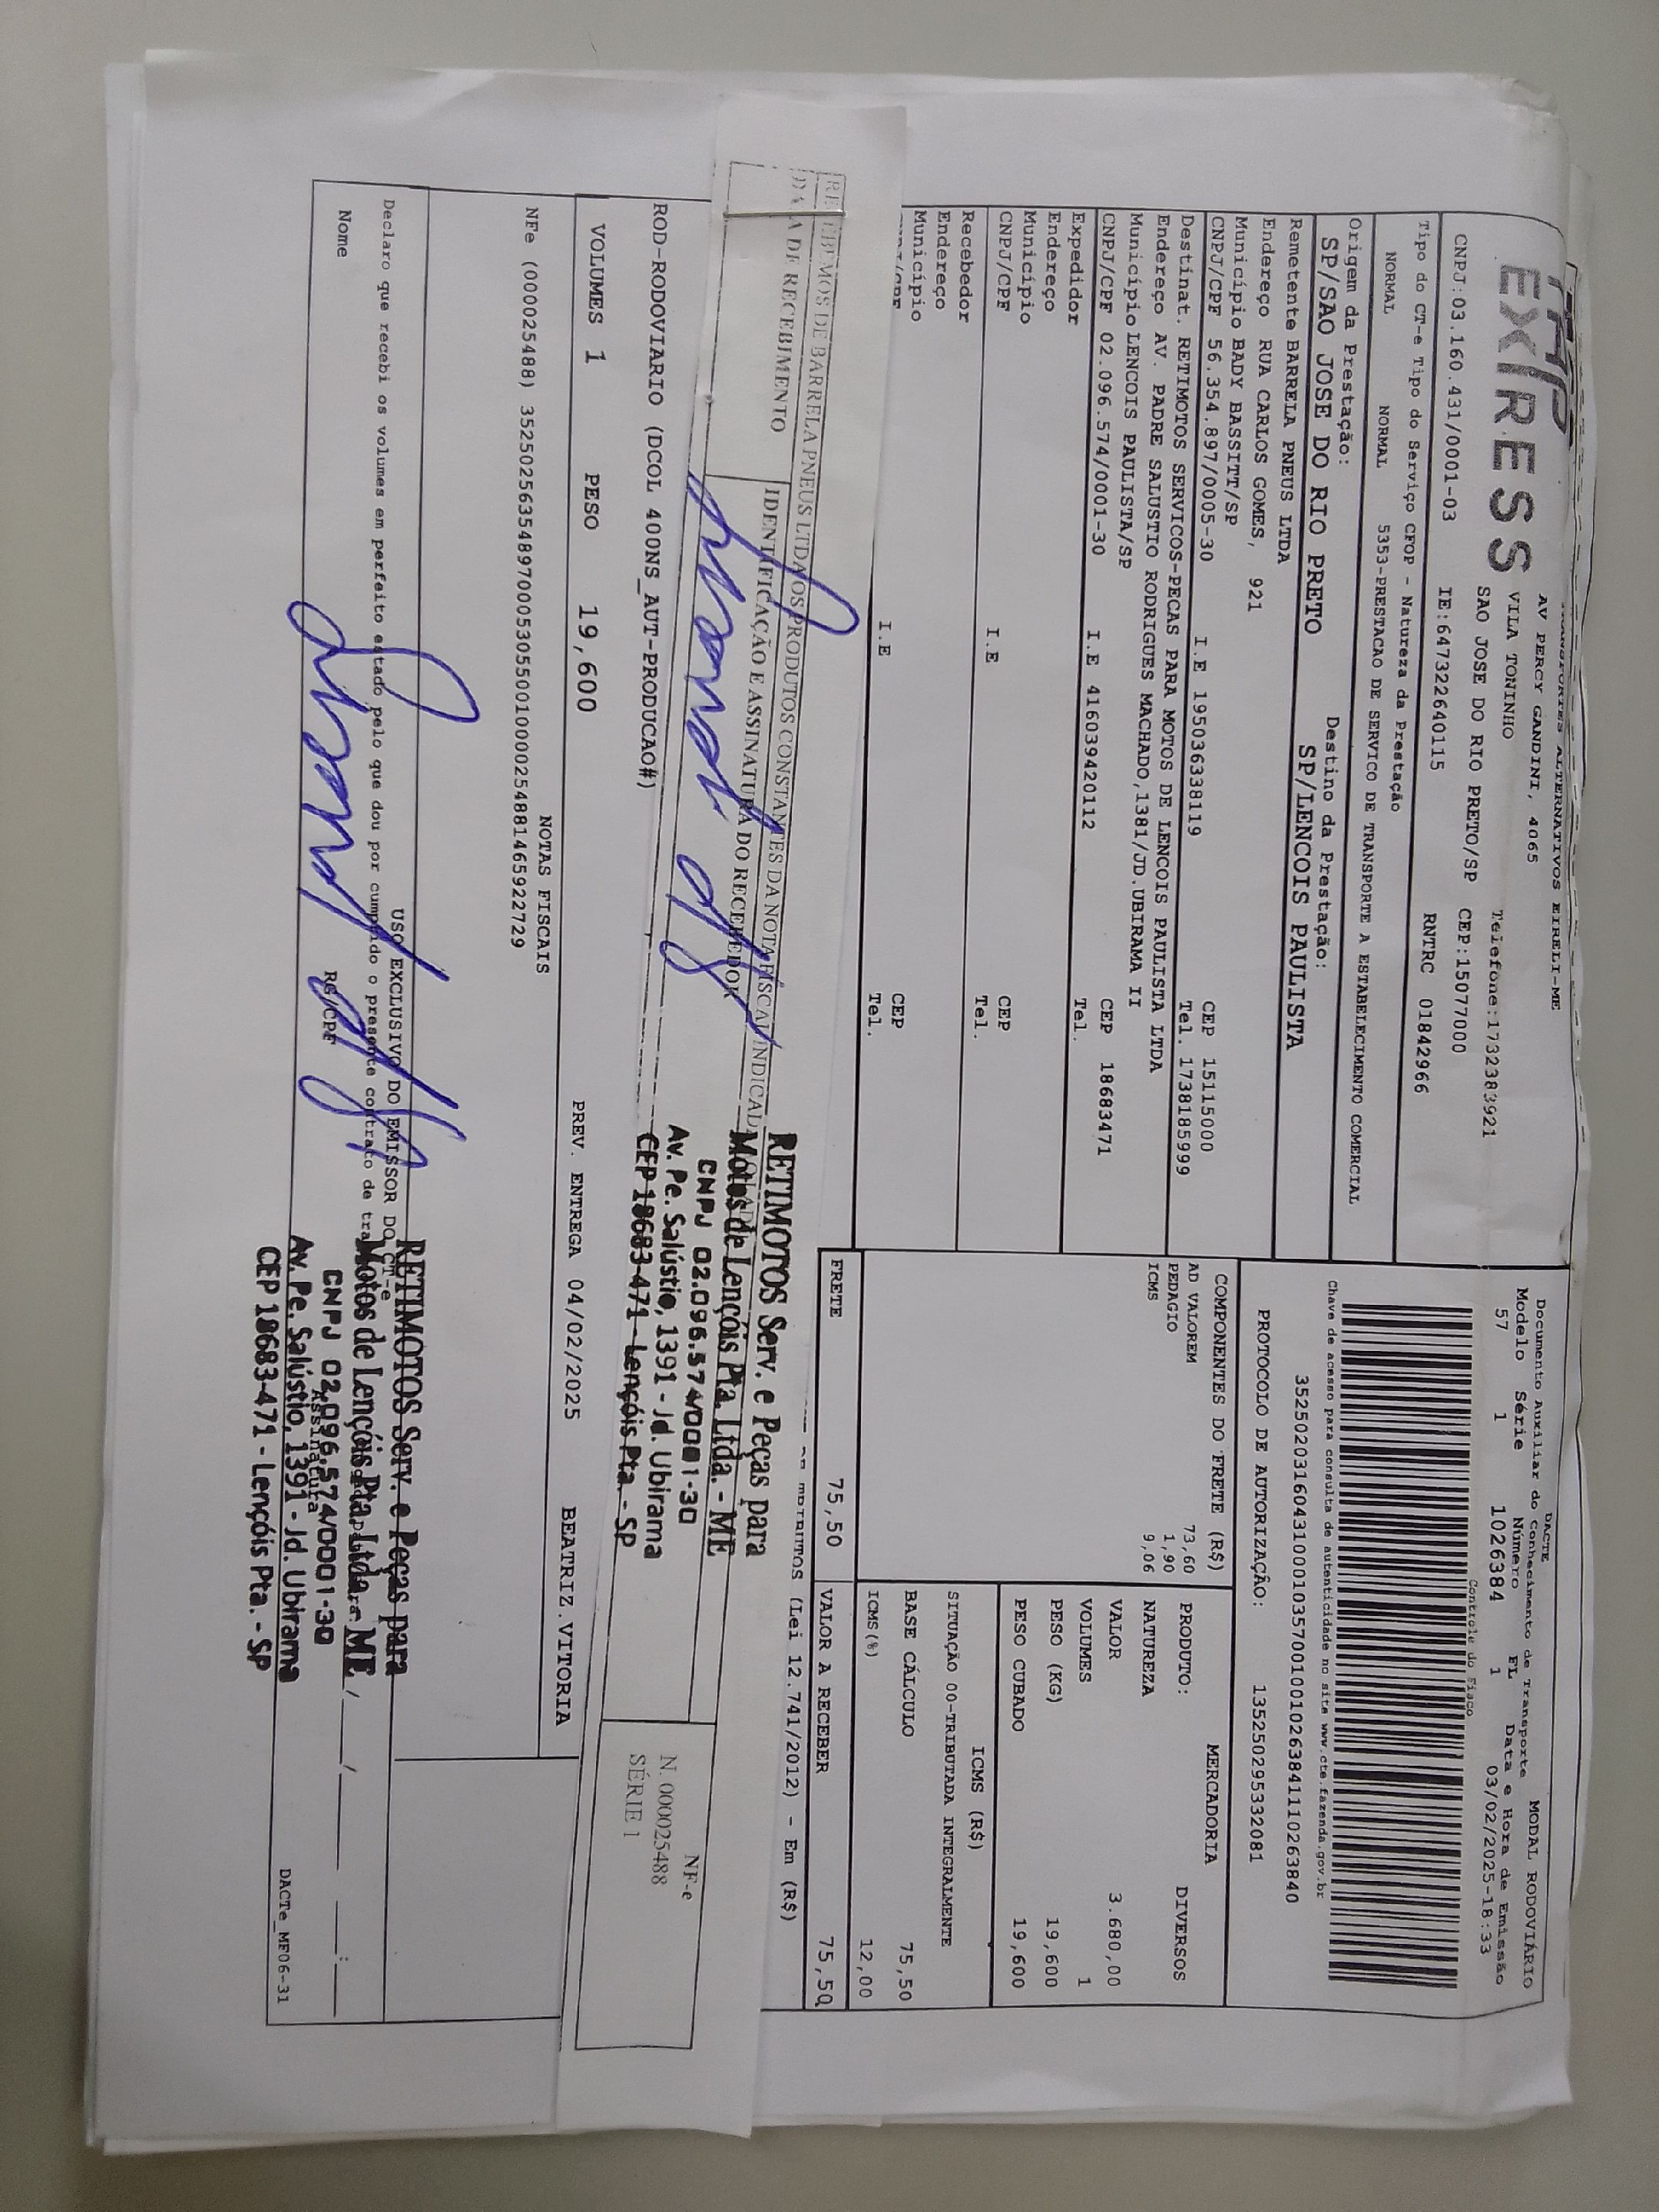 EXPRESS
AV PERCY GANDINI, 4065
VILA TONINHO
Telefone:1732383921
SAO JOSE DO RIO PRETO/SP CEP:15077000
CNPJ:03.160.431/0001-03 IE:647322640115 RNTRC 01842966
Tipo do CT-e Tipo do Serviço CFOP - Natureza da Prestação
NORMAL NORMAL 5353-PRESTACAO DE SERVICO DE TRANSPORTE A ESTABELECIMENTO COMERCIAL
Origem da Prestação: Destino da Prestação:
SP/SAO JOSE DO RIO PRETO SP/LENCOIS PAULISTA
DACTE
Documento Auxiliar do Conhecimento de Transporte MODAL RODOVIÁRIO
Modelo Série Número FL Data e Hora de Emissão
57 1 1026384 1 03/02/2025-18:33
Controle do Fisco
Chave de acesso para consulta de autenticidade no site www.cte.fazenda.gov.br
35250203160431000103570010010263841110263840
PROTOCOLO DE AUTORIZAÇÃO: 135250295332081
Remetente BARRELA PNEUS LTDA
Endereço RUA CARLOS GOMES, 921
Município BADY BASSITT/SP CEP 15115000
CNPJ/CPF 56.354.897/0005-30 I.E 195036338119 Tel. 1738185999
Destinat. RETIMOTOS SERVICOS-PECAS PARA MOTOS DE LENCOIS PAULISTA LTDA
Endereço AV. PADRE SALUSTIO RODRIGUES MACHADO,1381/JD.UBIRAMA II
Município LENCOIS PAULISTA/SP CEP 18683471
CNPJ/CPF 02.096.574/0001-30 I.E 416039420112 Tel.
Expedidor
Endereço
Município CEP
CNPJ/CPF I.E Tel.
Recebedor
Endereço
Município CEP
CNPJ/CPF I.E Tel.
COMPONENTES DO FRETE (R$)
AD VALOREM 73,60
PEDAGIO 1,90
ICMS 9,06
MERCADORIA
PRODUTO: DIVERSOS
NATUREZA
VALOR 3.680,00
VOLUMES 1
PESO (KG) 19,600
PESO CUBADO 19,600
ICMS (R$)
SITUAÇÃO 00-TRIBUTADA INTEGRALMENTE
BASE CÁLCULO 75,50
ICMS(%) 12,00
FRETE 75,50 VALOR A RECEBER 75,50
TRIBUTOS (Lei 12.741/2012) - Em (R$)
RECEBEMOS DE BARRELA PNEUS LTDA OS PRODUTOS CONSTANTES DA NOTA FISCAL INDICADA
DATA DE RECEBIMENTO IDENTIFICAÇÃO E ASSINATURA DO RECEBEDOR
NF-e
N. 000025488
SÉRIE 1
RETIMOTOS Serv. e Peças para
Motos de Lençóis Pta. Ltda. - ME
CNPJ 02.096.574/0001-30
Av. Pe. Salústio, 1391 - Jd. Ubirama
CEP 18683-471 - Lençóis Pta. - SP
ROD-RODOVIARIO (DCOL 400NS_AUT-PRODUCAO#)
VOLUMES 1 PESO 19,600 PREV. ENTREGA 04/02/2025 BEATRIZ.VITORIA
NOTAS FISCAIS
NFe (000025488) 35250256354897000530550010000254881465922729
USO EXCLUSIVO DO EMISSOR DO CT-e
Declaro que recebi os volumes em perfeito estado pelo que dou por cumprido o presente contrato de
Nome RG/CPF Assinatura
RETIMOTOS Serv. e Peças para
Motos de Lençóis Pta. Ltda. ME
CNPJ 02.096.574/0001-30
Av. Pe. Salústio, 1391 - Jd. Ubirama
CEP 18683-471 - Lençóis Pta. - SP
DACTe_MF06-31